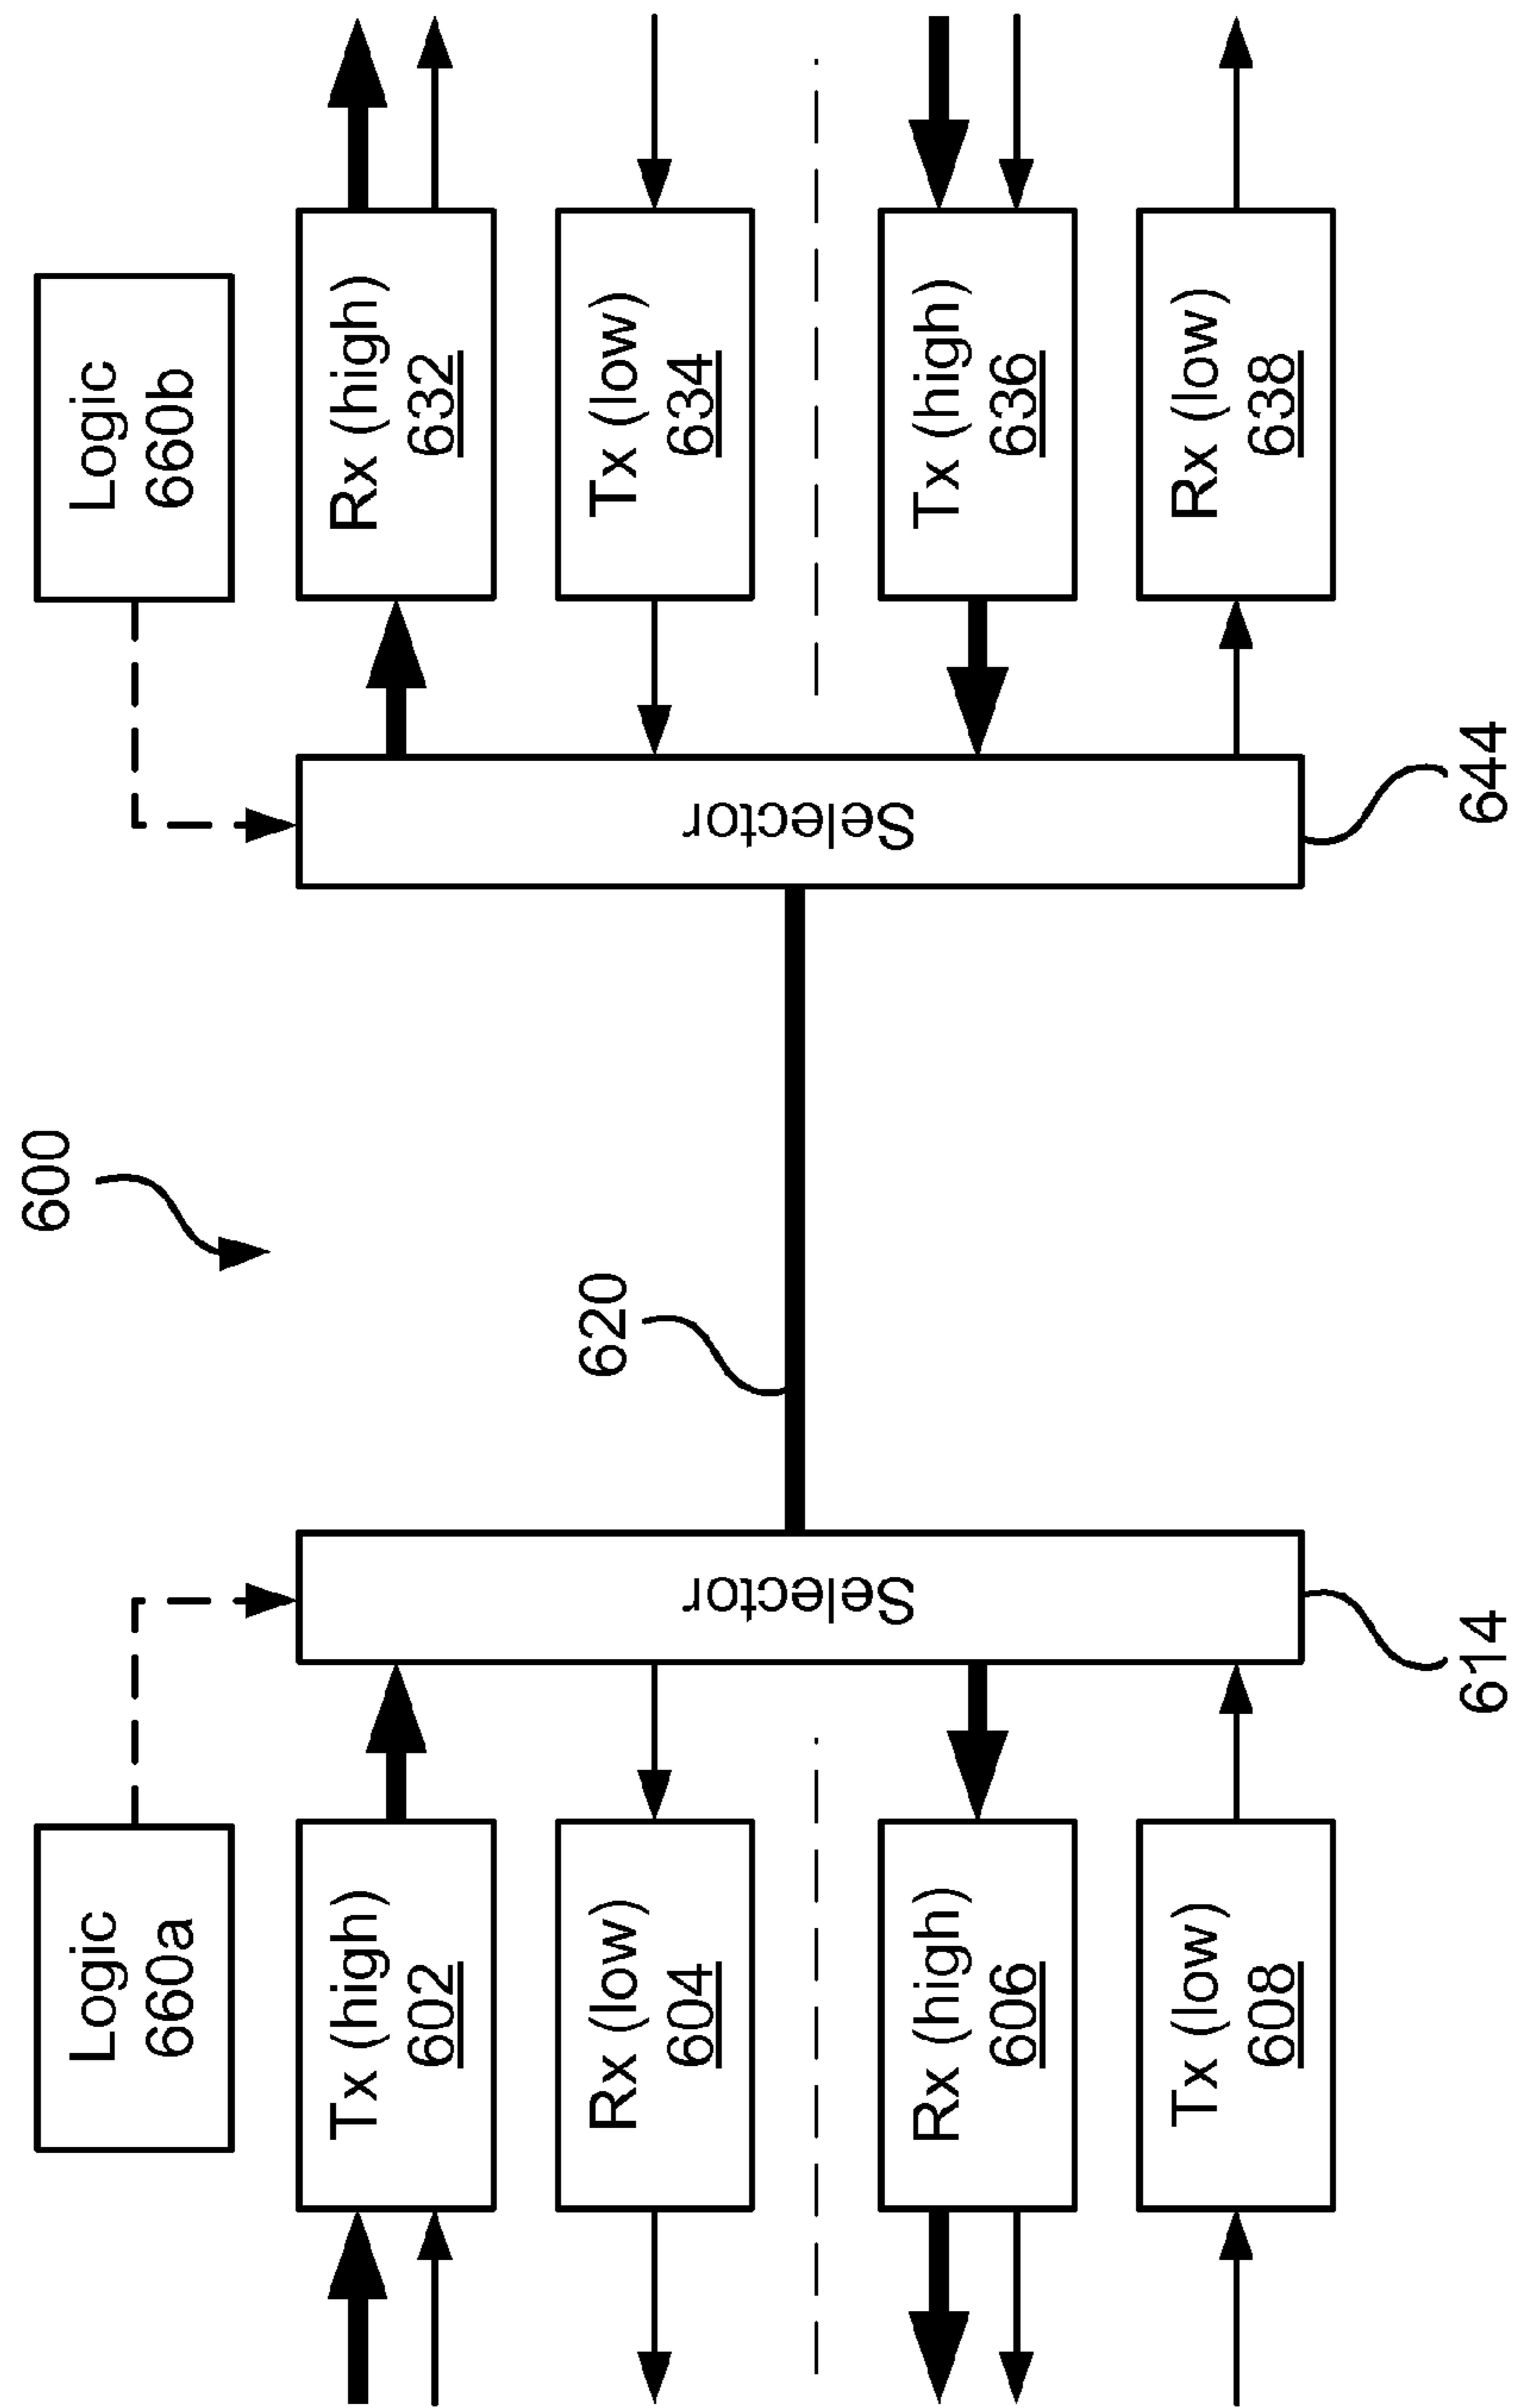 600
Logic
660a
Tx (high)
602
Rx (low)
604
Rx (high)
606
Tx (low)
608
Selector
614
620
Selector
644
Logic
660b
Rx (high)
632
Tx (low)
634
Tx (high)
636
Rx (low)
638